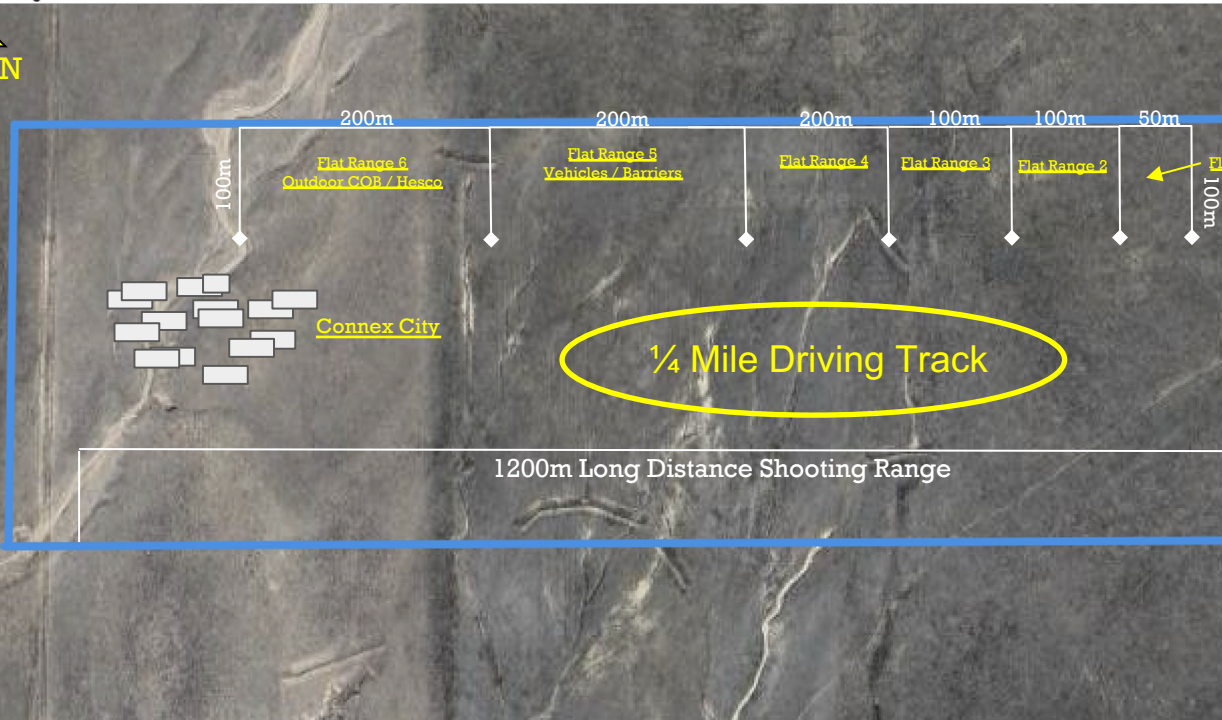 N
200m
200m
200m
100m
100m
50m
Flat Range 6
Outdoor COB / Hesco
Flat Range 5
Vehicles / Barriers
Flat Range 4
Flat Range 3
Flat Range 2
100m
100m
Connex City
¼ Mile Driving Track
1200m Long Distance Shooting Range